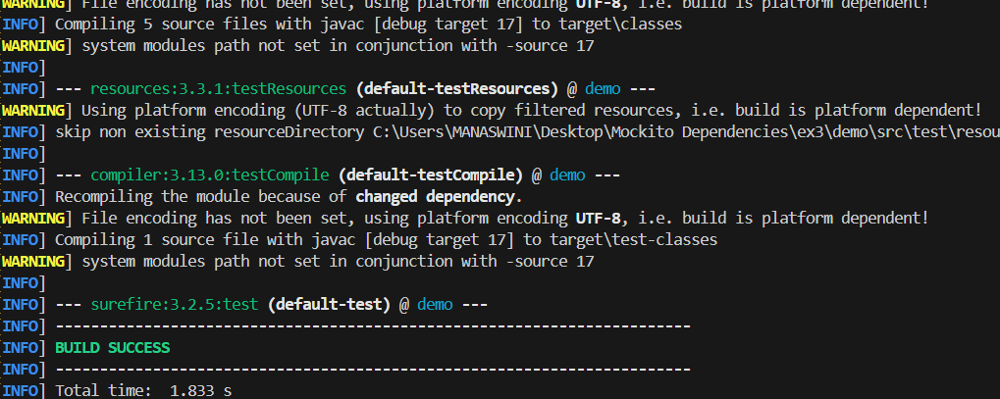 [WARNING] File encoding has not been set, using platform encoding UTF-8, i.e. build is platform dependent!
[INFO] Compiling 5 source files with javac [debug target 17] to target\classes
[WARNING] system modules path not set in conjunction with -source 17
[INFO]
[INFO] --- resources:3.3.1:testResources (default-testResources) @ demo ---
[WARNING] Using platform encoding (UTF-8 actually) to copy filtered resources, i.e. build is platform dependent!
[INFO] skip non existing resourceDirectory C:\Users\MANASWINI\Desktop\Mockito Dependencies\ex3\demo\src\test\resou
[INFO]
[INFO] --- compiler:3.13.0:testCompile (default-testCompile) @ demo ---
[INFO] Recompiling the module because of changed dependency.
[WARNING] File encoding has not been set, using platform encoding UTF-8, i.e. build is platform dependent!
[INFO] Compiling 1 source file with javac [debug target 17] to target\test-classes
[WARNING] system modules path not set in conjunction with -source 17
[INFO]
[INFO] --- surefire:3.2.5:test (default-test) @ demo ---
[INFO] ------------------------------------------------------------------------
[INFO] BUILD SUCCESS
[INFO] ------------------------------------------------------------------------
[INFO] Total time:  1.833 s